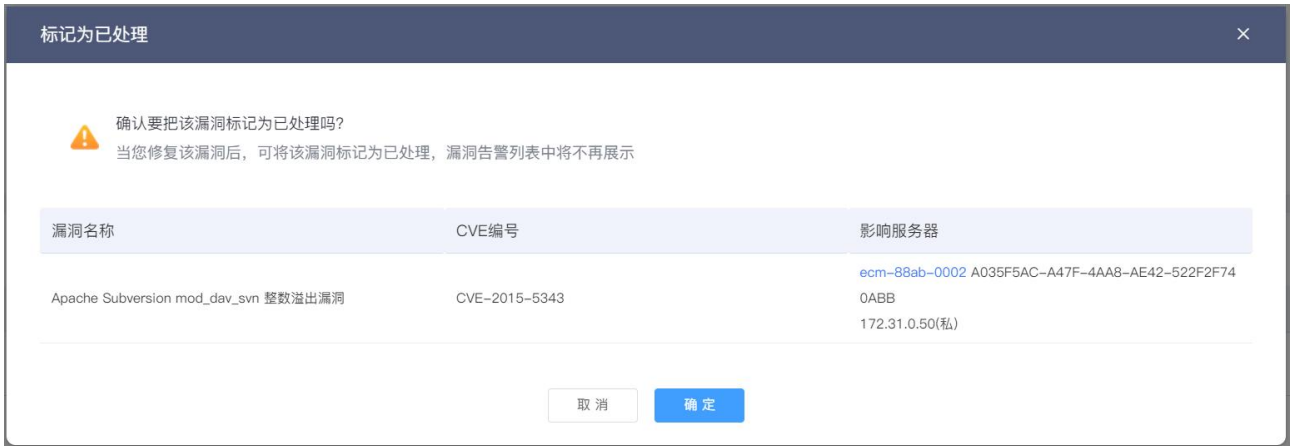 标记为已处理
确认要把该漏洞标记为已处理吗?
当您修复该漏洞后，可将该漏洞标记为已处理，漏洞告警列表中将不再展示
漏洞名称 CVE编号 影响服务器
Apache Subversion mod_dav_svn 整数溢出漏洞 CVE-2015-5343 ecm-88ab-0002 A035F5AC-A47F-4AA8-AE42-522F2F74
0ABB
172.31.0.50(私)
取消 确定